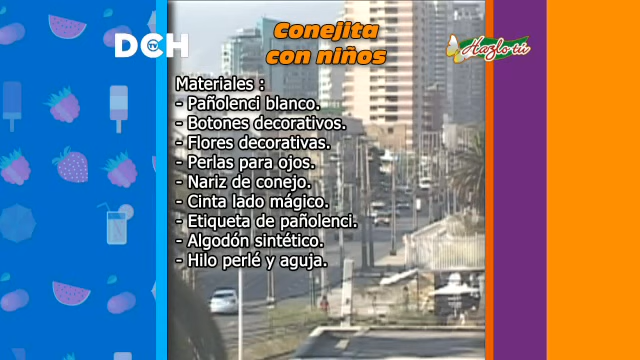 DCH
TV
Conejita
con niños
Hazlo tú
Materiales :
- Pañolenci blanco.
- Botones decorativos.
- Flores decorativas.
- Perlas para ojos.
- Nariz de conejo.
- Cinta lado mágico.
- Etiqueta de pañolenci.
- Algodón sintético.
- Hilo perlé y aguja.